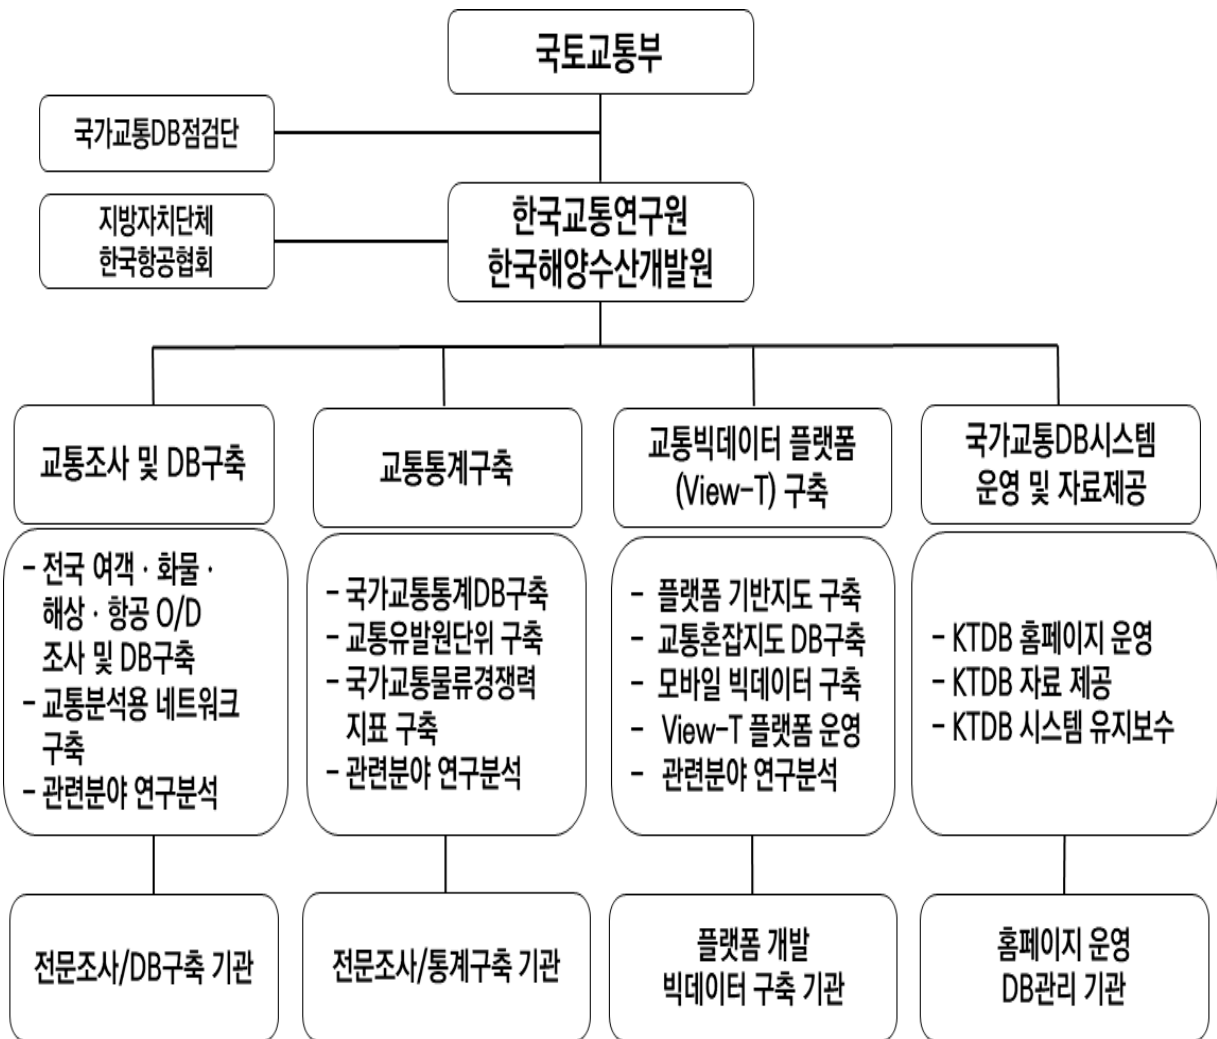 국토교통부
국가교통DB점검단
지방자치단체
한국항공협회
한국교통연구원
한국해양수산개발원
교통조사 및 DB구축
- 전국 여객 · 화물 ·
해상 · 항공 O/D
조사 및 DB구축
- 교통분석용 네트워크
구축
- 관련분야 연구분석
전문조사/DB구축 기관
교통통계구축
- 국가교통통계DB구축
- 교통유발원단위 구축
- 국가교통물류경쟁력
지표 구축
- 관련분야 연구분석
전문조사/통계구축 기관
교통빅데이터 플랫폼
(View-T) 구축
- 플랫폼 기반지도 구축
- 교통혼잡지도 DB구축
- 모바일 빅데이터 구축
- View-T 플랫폼 운영
- 관련분야 연구분석
플랫폼 개발
빅데이터 구축 기관
국가교통DB시스템
운영 및 자료제공
- KTDB 홈페이지 운영
- KTDB 자료 제공
- KTDB 시스템 유지보수
홈페이지 운영
DB관리 기관